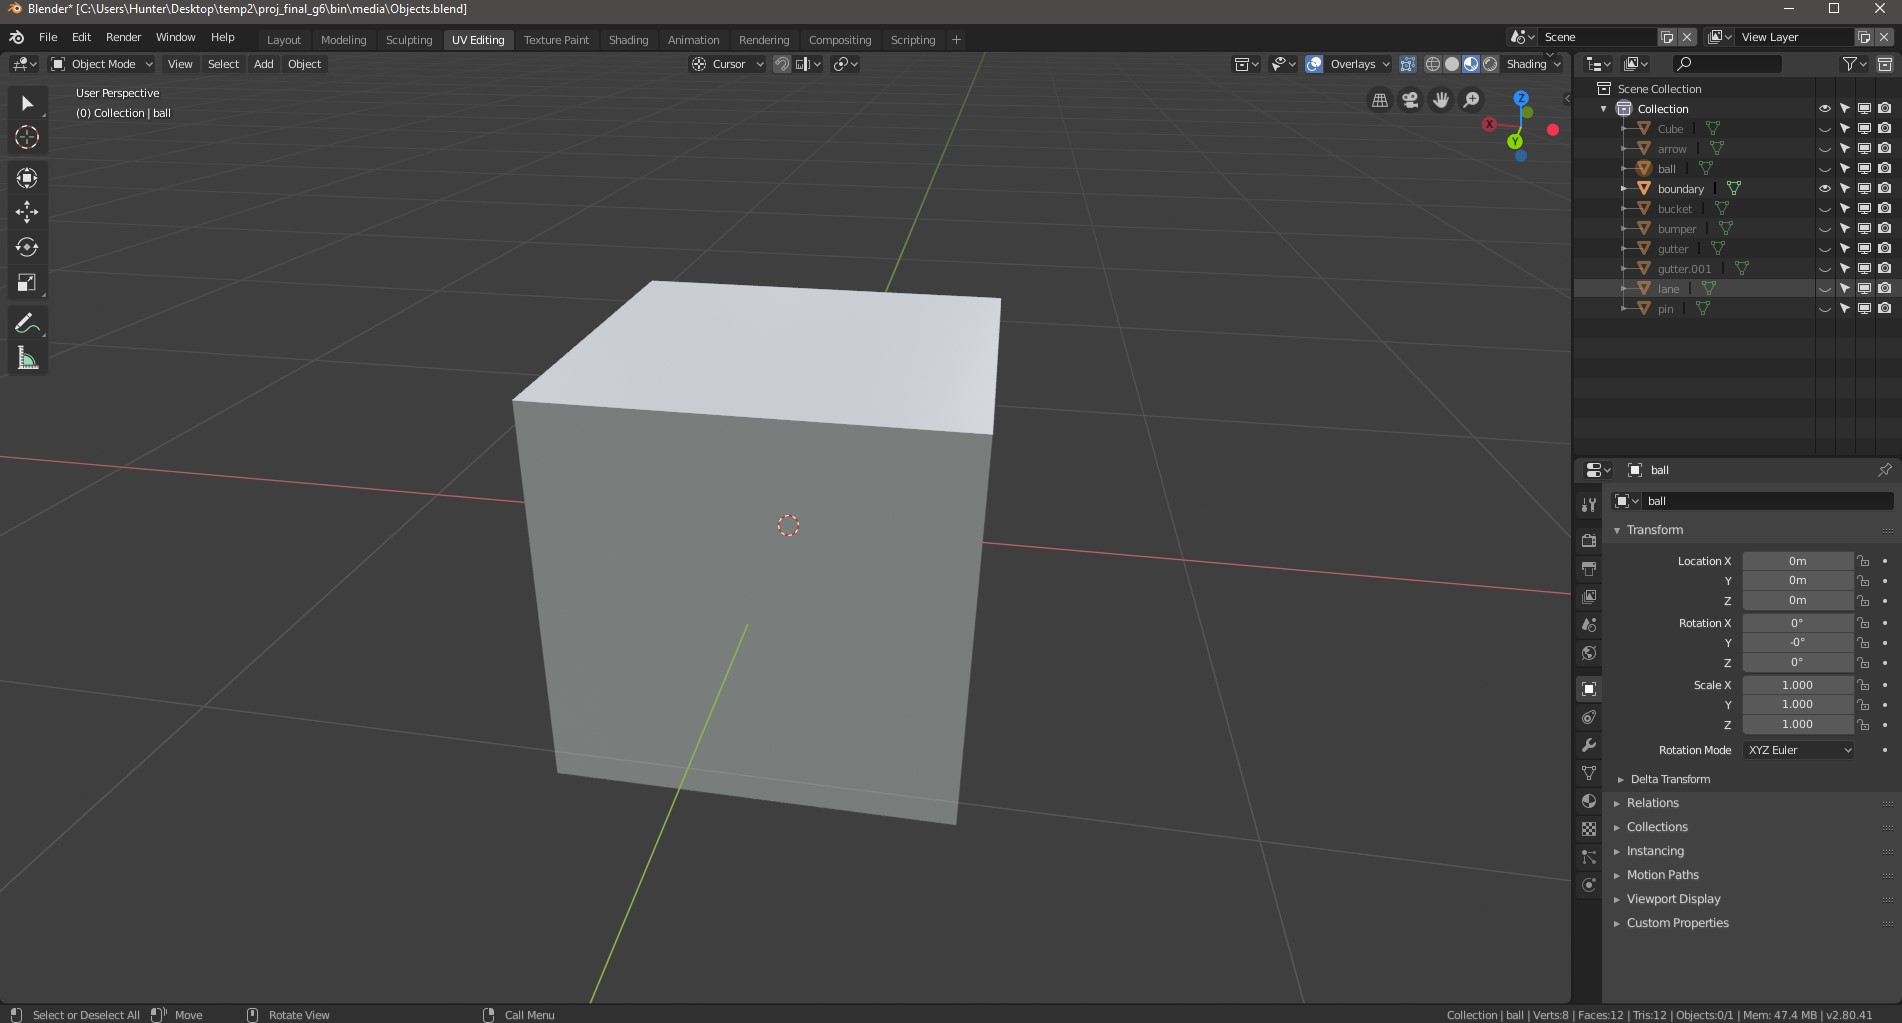 Blender* [C:\Users\Hunter\Desktop\temp2\proj_final_g6\bin\media\Objects.blend]
File Edit Render Window Help Layout Modeling Sculpting UV Editing Texture Paint Shading Animation Rendering Compositing Scripting + Scene View Layer
Object Mode View Select Add Object Cursor Overlays Shading
User Perspective
(0) Collection | ball
Z
X
Y
Scene Collection
Collection
Cube
arrow
ball
boundary
bucket
bumper
gutter
gutter.001
lane
pin
ball
ball
Transform
Location X 0m
Y 0m
Z 0m
Rotation X 0°
Y -0°
Z 0°
Scale X 1.000
Y 1.000
Z 1.000
Rotation Mode XYZ Euler
Delta Transform
Relations
Collections
Instancing
Motion Paths
Viewport Display
Custom Properties
Select or Deselect All Move Rotate View Call Menu Collection | ball | Verts:8 | Faces:12 | Tris:12 | Objects:0/1 | Mem: 47.4 MB | v2.80.41